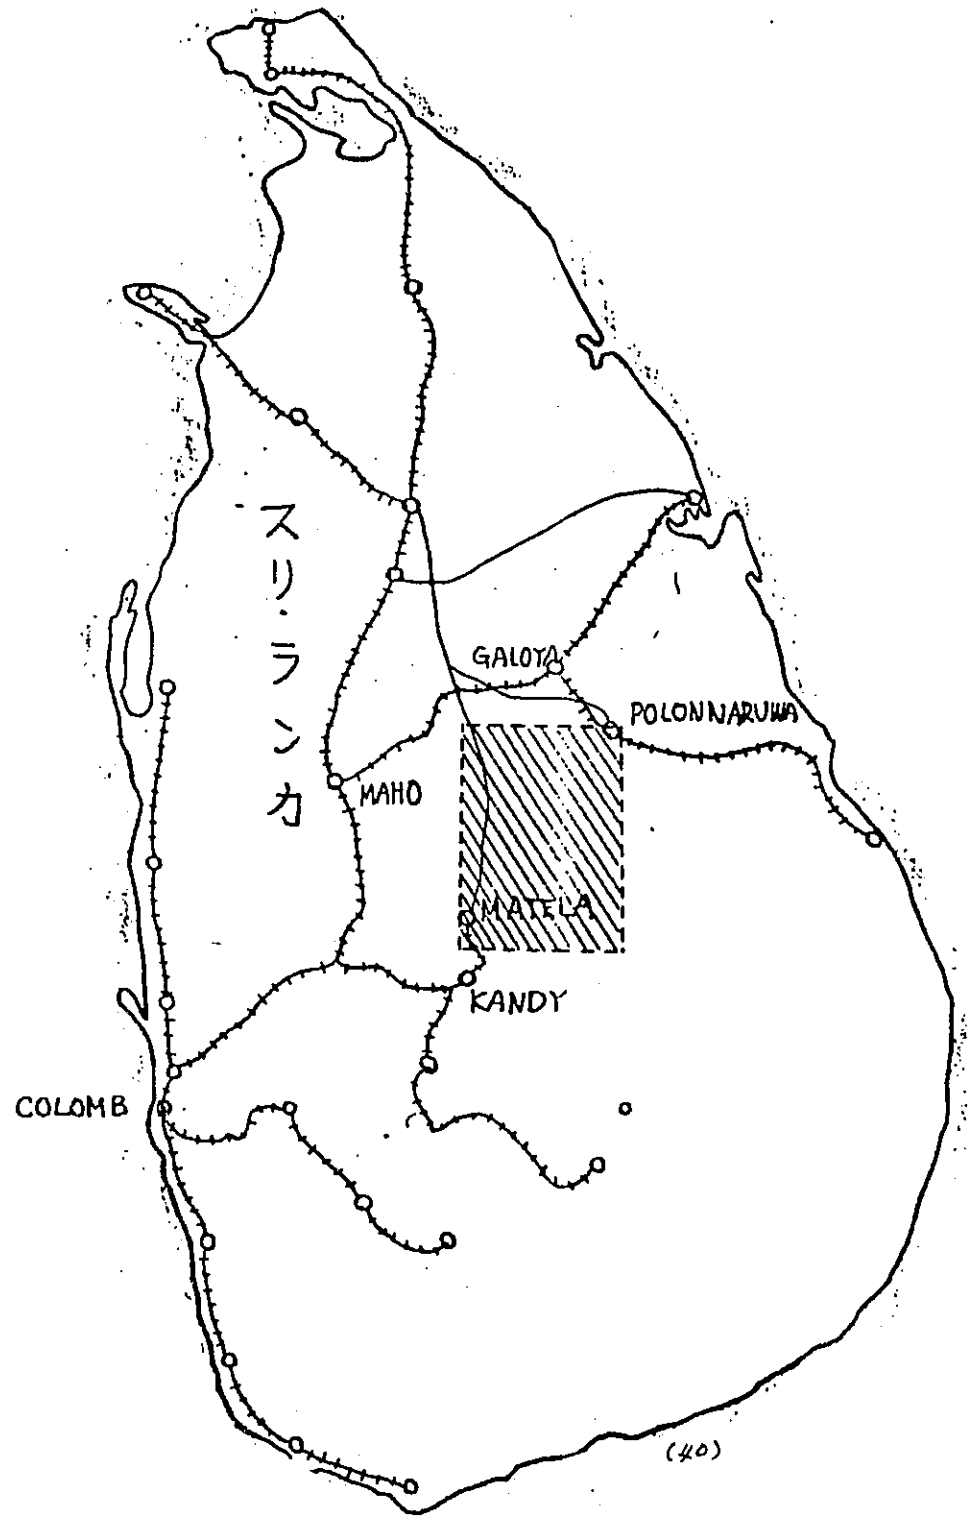 スリ・ランカ
GALOYA
POLONNARUWA
MAHO
MATELA
KANDY
COLOMB
(40)